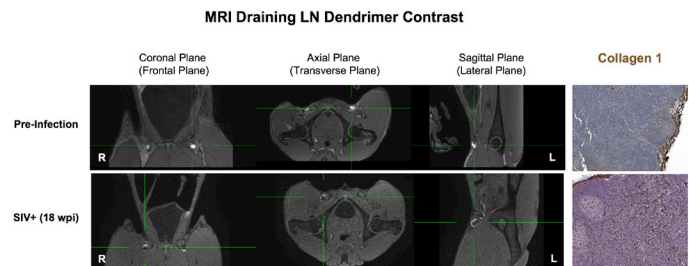 MRI Draining LN Dendrimer Contrast
Coronal Plane
(Frontal Plane)
Axial Plane
(Transverse Plane)
Sagittal Plane
(Lateral Plane)
Collagen 1
Pre-Infection
R
L
SIV+ (18 wpi)
R
L